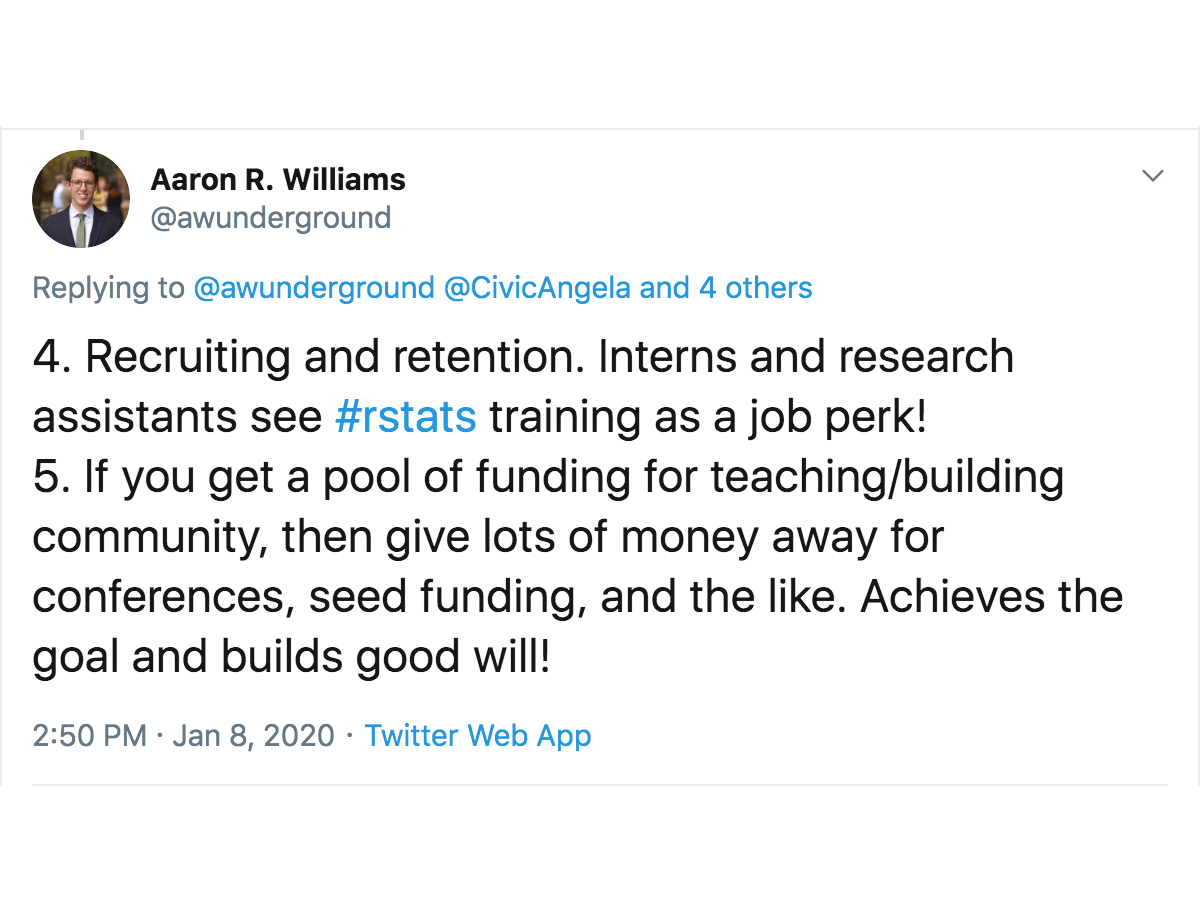 Aaron R. Williams
@awunderground
Replying to @awunderground @CivicAngela and 4 others
4. Recruiting and retention. Interns and research
assistants see #rstats training as a job perk!
5. If you get a pool of funding for teaching/building
community, then give lots of money away for
conferences, seed funding, and the like. Achieves the
goal and builds good will!
2:50 PM · Jan 8, 2020 · Twitter Web App